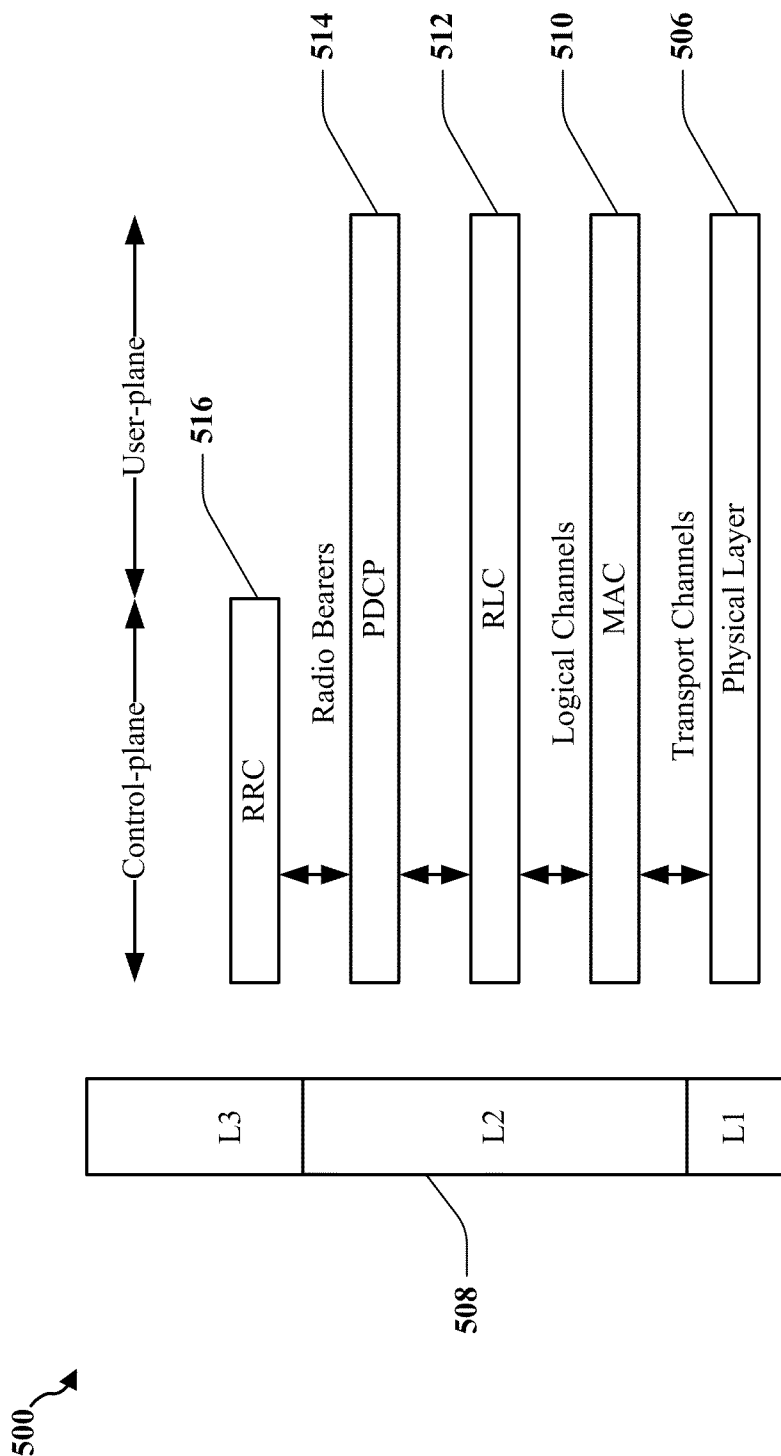 500
Control-plane
User-plane
516
RRC
L3
Radio Bearers
514
PDCP
512
RLC
L2
508
Logical Channels
510
MAC
Transport Channels
506
Physical Layer
L1